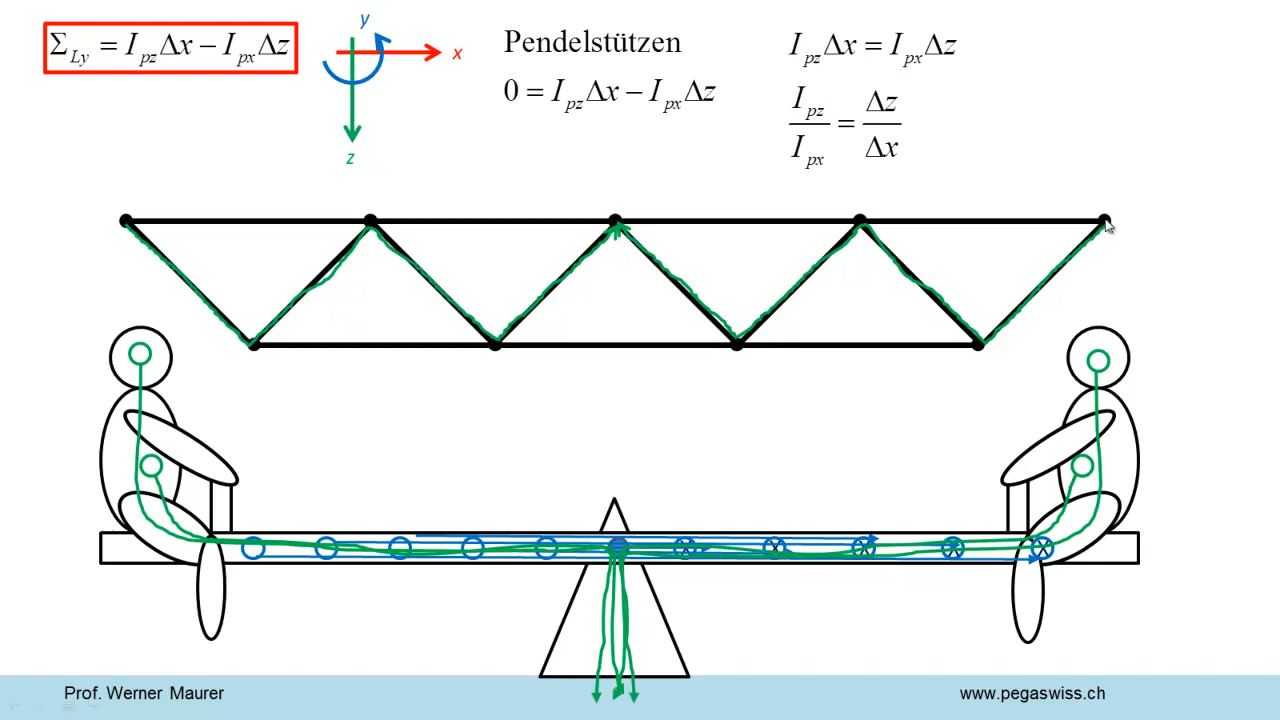 Σ_Ly = I_pz Δx − I_px Δz
y
x
z
Pendelstützen
0 = I_pz Δx − I_px Δz
I_pz Δx = I_px Δz
I_pz / I_px = Δz / Δx
Prof. Werner Maurer
www.pegaswiss.ch